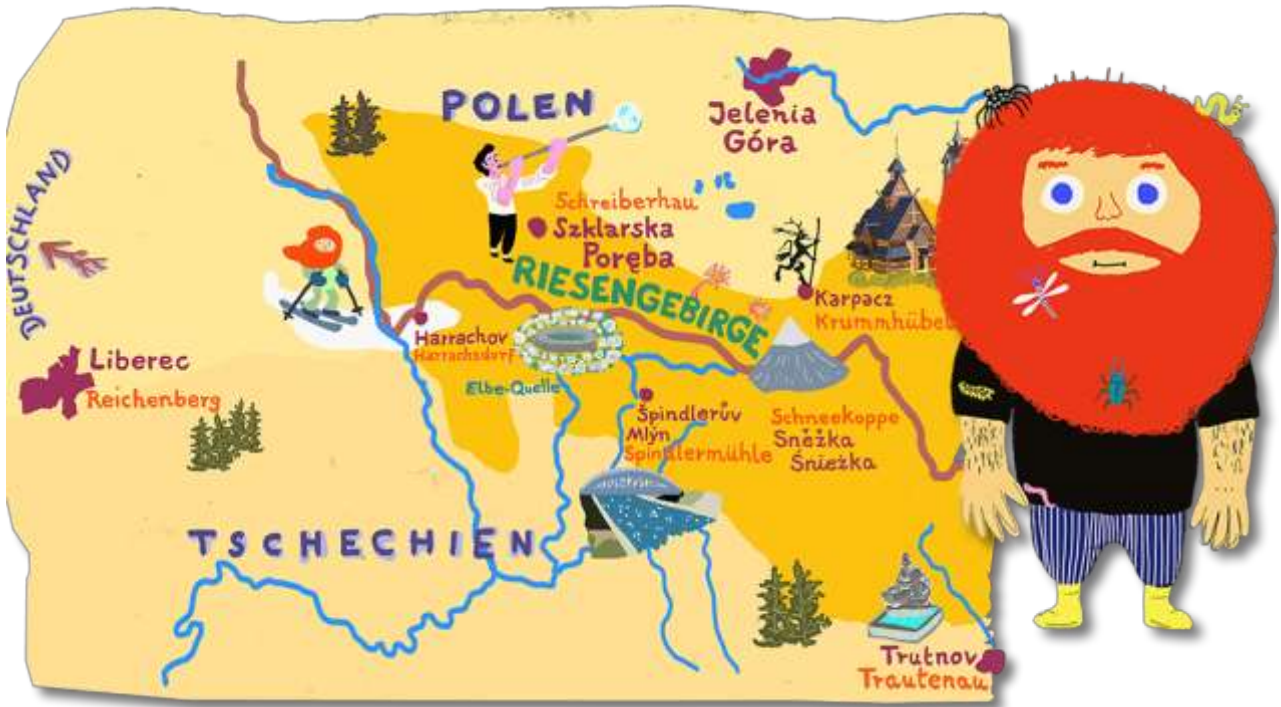 POLEN
Jelenia
Góra
DEUTSCHLAND
Schreiberhau
Szklarska
Poręba
RIESENGEBIRGE
Karpacz
Krummhübel
Harrachov
Harrachsdorf
Liberec
Reichenberg
Elbe-Quelle
Špindlerův
Mlýn
Spindlermühle
Schneekoppe
Sněžka
Śnieżka
TSCHECHIEN
Trutnov
Trautenau